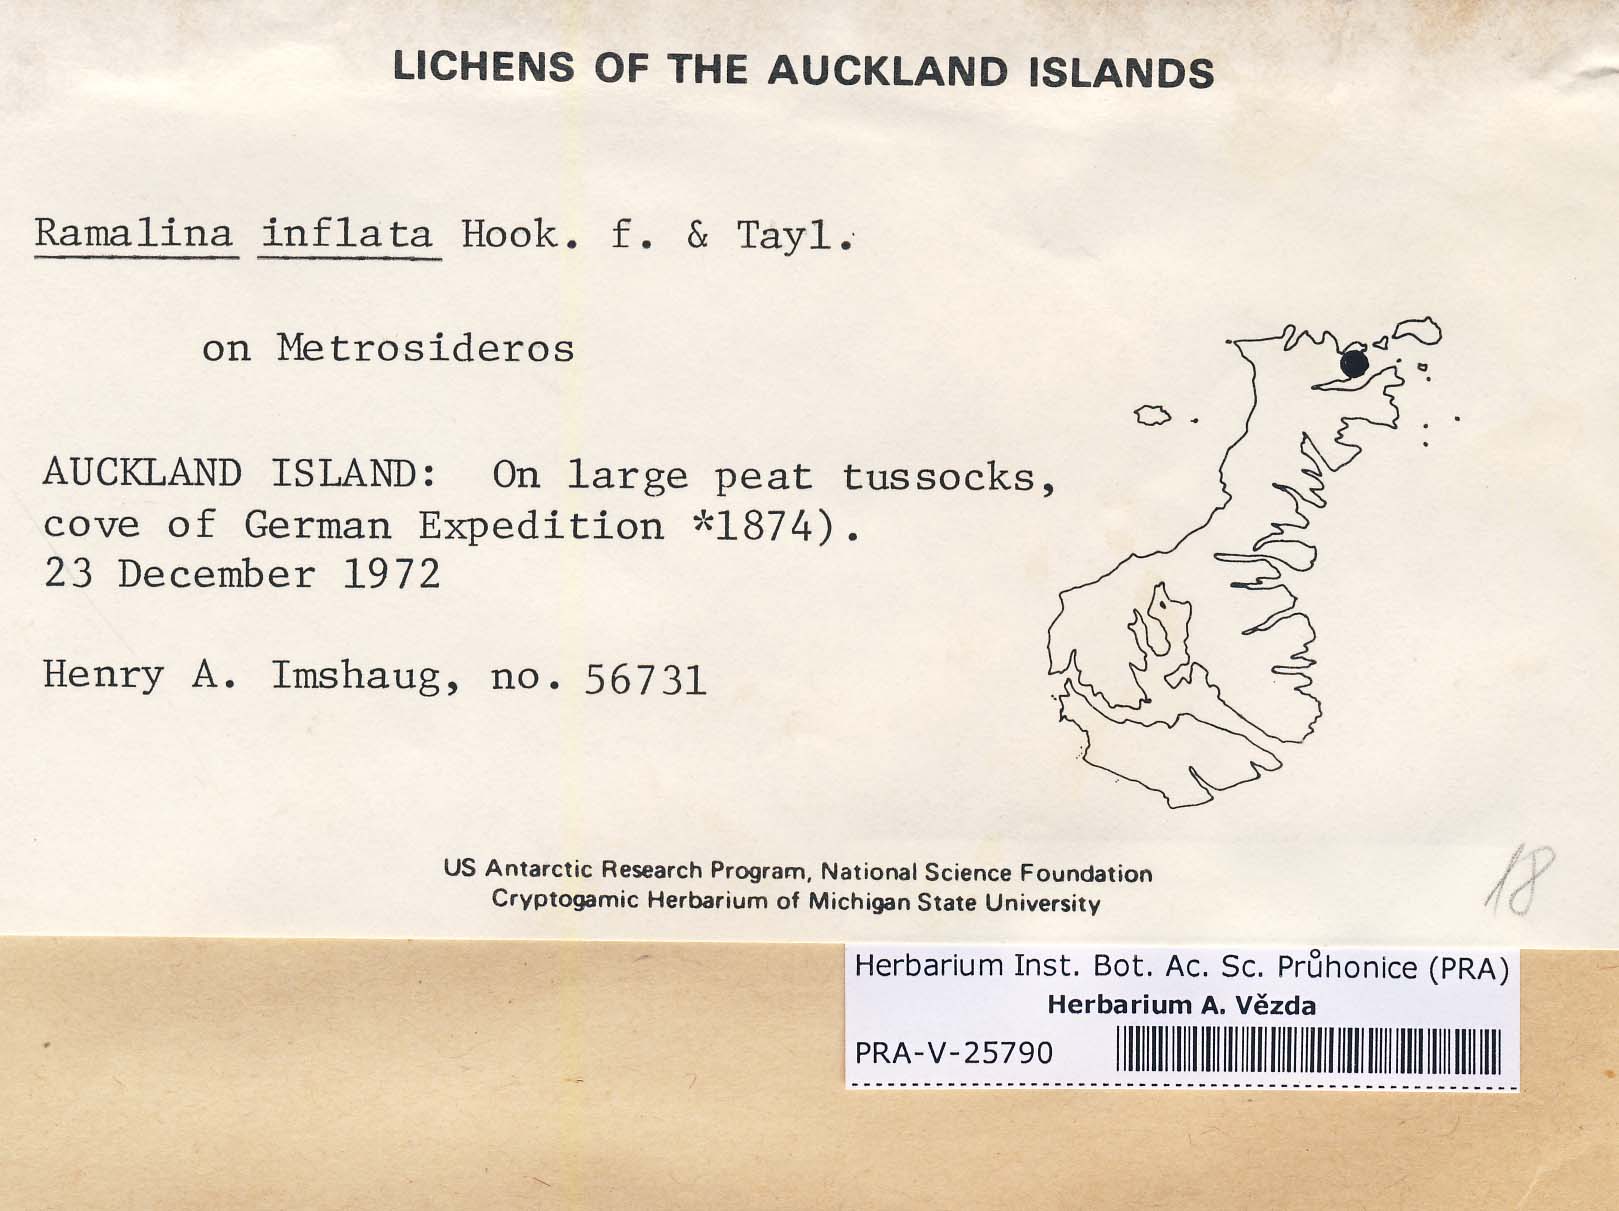 LICHENS OF THE AUCKLAND ISLANDS
Ramalina inflata Hook. f. & Tayl.
on Metrosideros
AUCKLAND ISLAND: On large peat tussocks,
cove of German Expedition *1874).
23 December 1972
Henry A. Imshaug, no. 56731
US Antarctic Research Program, National Science Foundation
Cryptogamic Herbarium of Michigan State University
18
Herbarium Inst. Bot. Ac. Sc. Průhonice (PRA)
Herbarium A. Vězda
PRA-V-25790